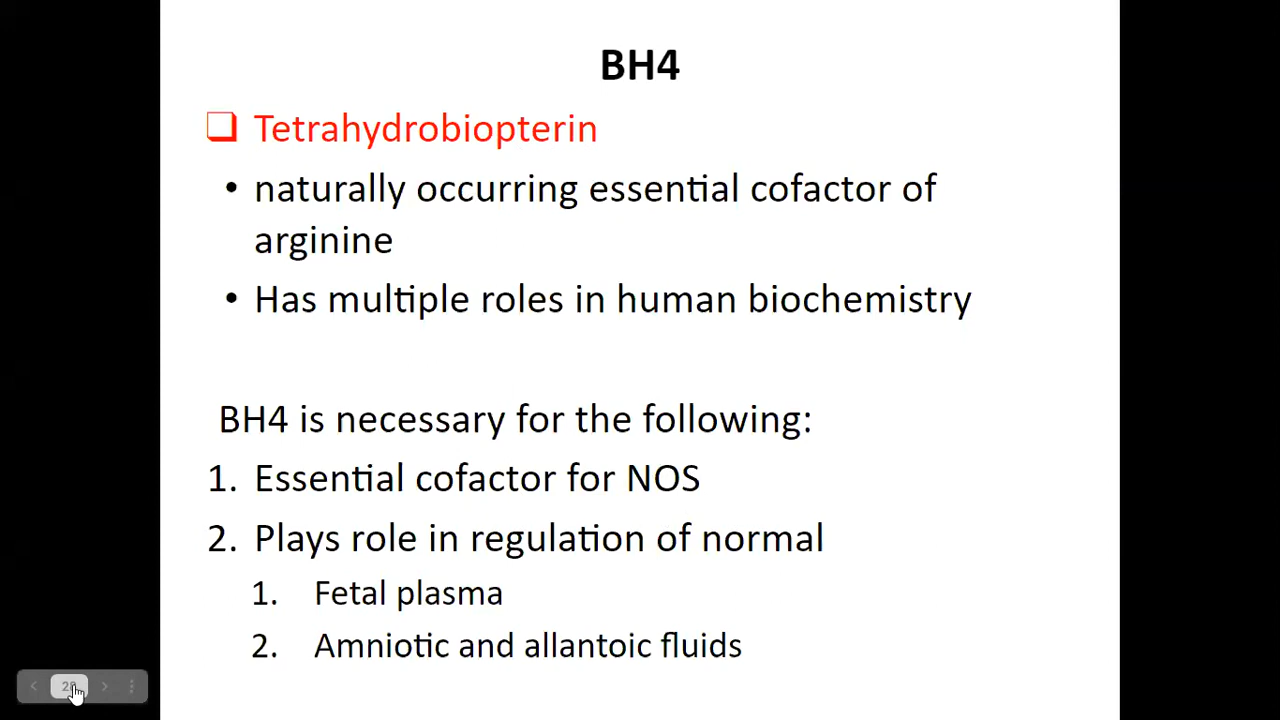 BH4
Tetrahydrobiopterin
• naturally occurring essential cofactor of
arginine
• Has multiple roles in human biochemistry
BH4 is necessary for the following:
1. Essential cofactor for NOS
2. Plays role in regulation of normal
1. Fetal plasma
2. Amniotic and allantoic fluids